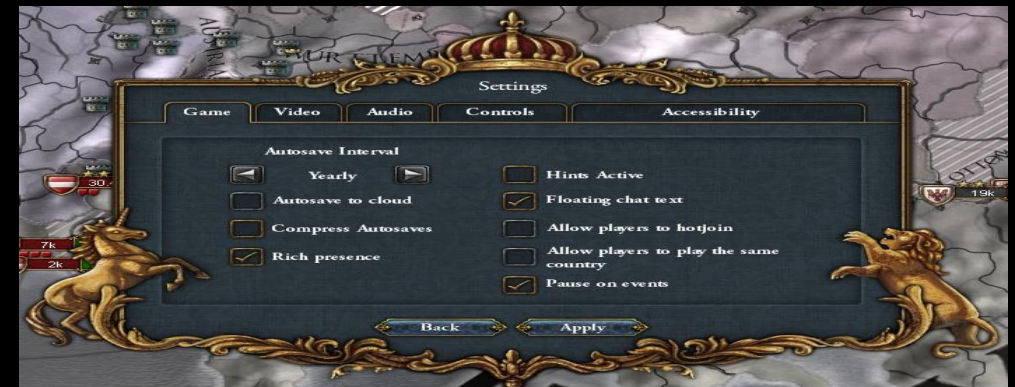 Settings
Game
Video
Audio
Controls
Accessibility
Autosave Interval
Yearly
Autosave to cloud
Compress Autosaves
Rich presence
Hints Active
Floating chat text
Allow players to hotjoin
Allow players to play the same
country
Pause on events
Back
Apply
7k
2k
19k